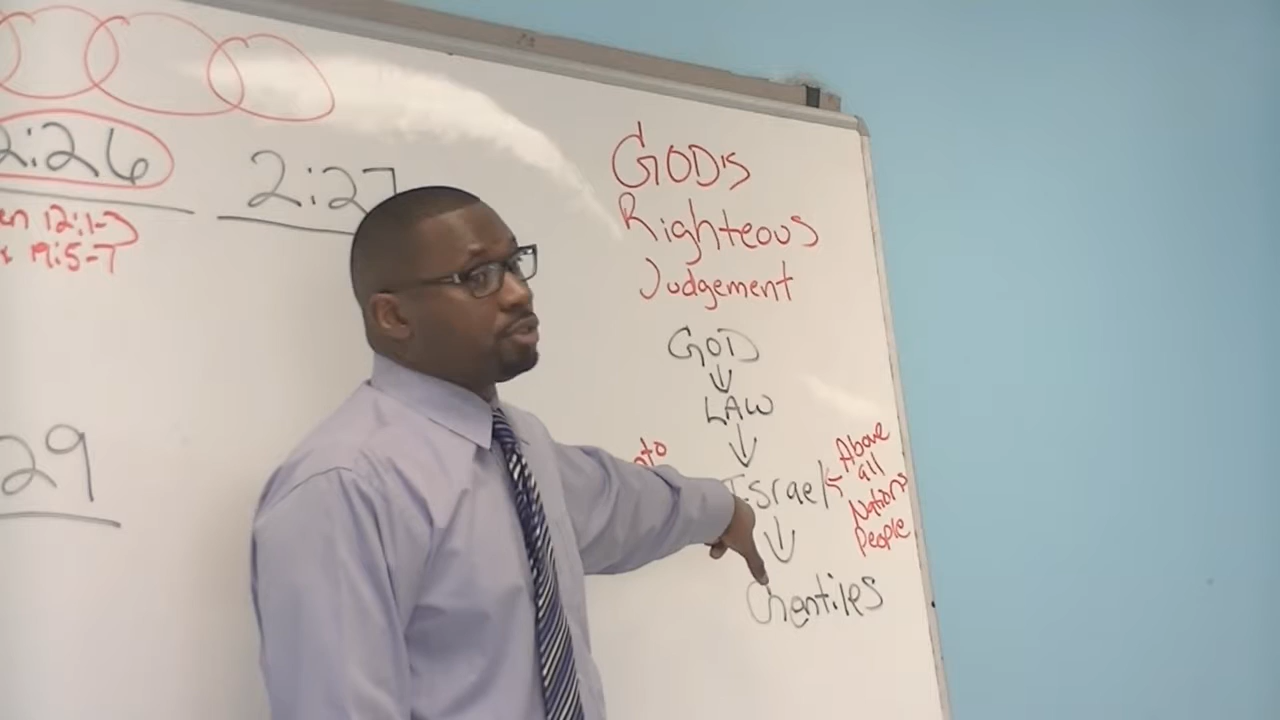 2:26
2:27
en 12:1-3
19:5-7
29
GOD's
Righteous
Judgement
GOD
LAW
Israel
Above
all
Nations
People
Gentiles